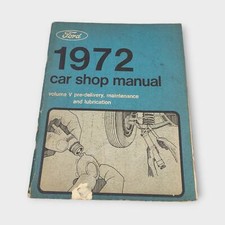 Ford
1972
car shop manual
volume V pre-delivery, maintenance
and lubrication